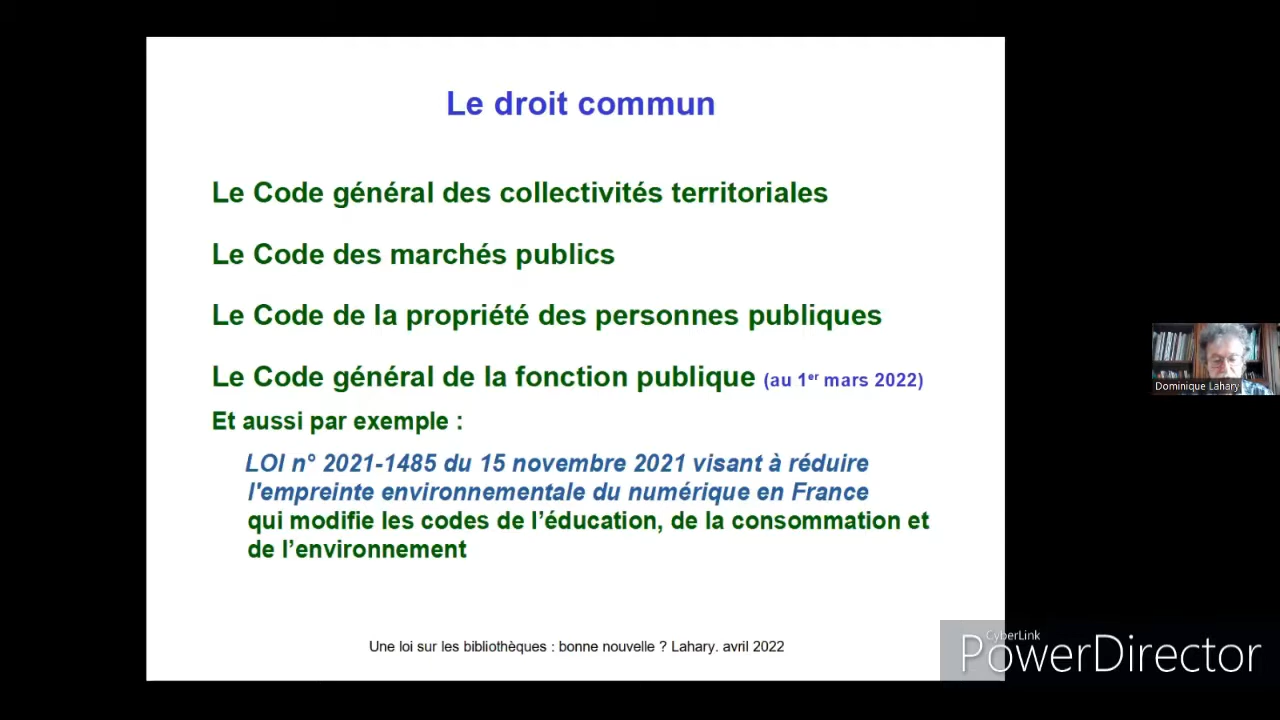 Le droit commun
Le Code général des collectivités territoriales
Le Code des marchés publics
Le Code de la propriété des personnes publiques
Le Code général de la fonction publique (au 1er mars 2022)
Et aussi par exemple :
LOI n° 2021-1485 du 15 novembre 2021 visant à réduire
l'empreinte environnementale du numérique en France
qui modifie les codes de l’éducation, de la consommation et
de l’environnement
Une loi sur les bibliothèques : bonne nouvelle ? Lahary. avril 2022
Dominique Lahary
CyberLink
PowerDirector